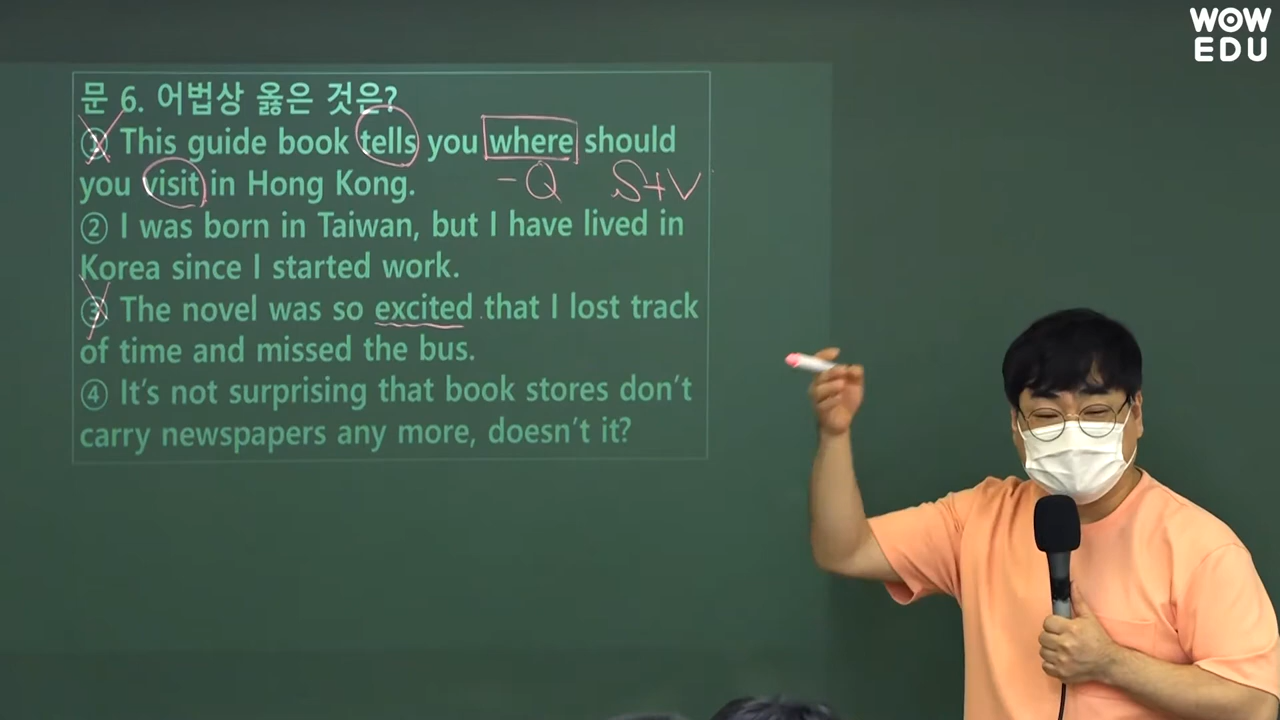 WOW
EDU
문 6. 어법상 옳은 것은?
① This guide book tells you where should
you visit in Hong Kong.
- Q S+V
② I was born in Taiwan, but I have lived in
Korea since I started work.
③ The novel was so excited that I lost track
of time and missed the bus.
④ It's not surprising that book stores don't
carry newspapers any more, doesn't it?